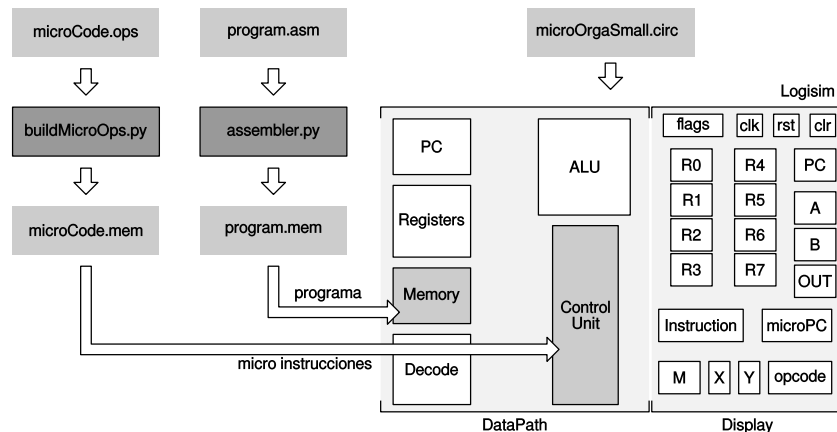 microCode.ops
program.asm
microOrgaSmall.circ
Logisim
buildMicroOps.py
assembler.py
microCode.mem
program.mem
programa
micro instrucciones
PC
Registers
Memory
Decode
ALU
Control
Unit
DataPath
flags
clk
rst
clr
R0
R4
PC
R1
R5
A
R2
R6
B
R3
R7
OUT
Instruction
microPC
M
X
Y
opcode
Display